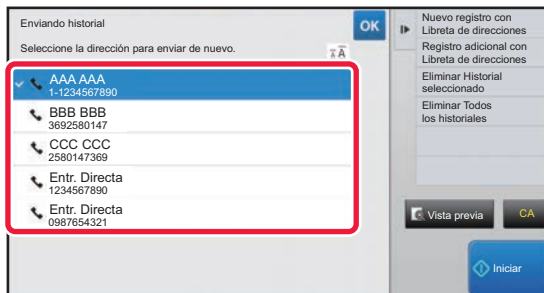 Enviando historial
OK
Seleccione la dirección para enviar de nuevo.
AAA AAA
1-1234567890
BBB BBB
3692580147
CCC CCC
2580147369
Entr. Directa
1234567890
Entr. Directa
0987654321
Nuevo registro con
Libreta de direcciones
Registro adicional con
Libreta de direcciones
Eliminar Historial
seleccionado
Eliminar Todos
los historiales
Vista previa
CA
Iniciar